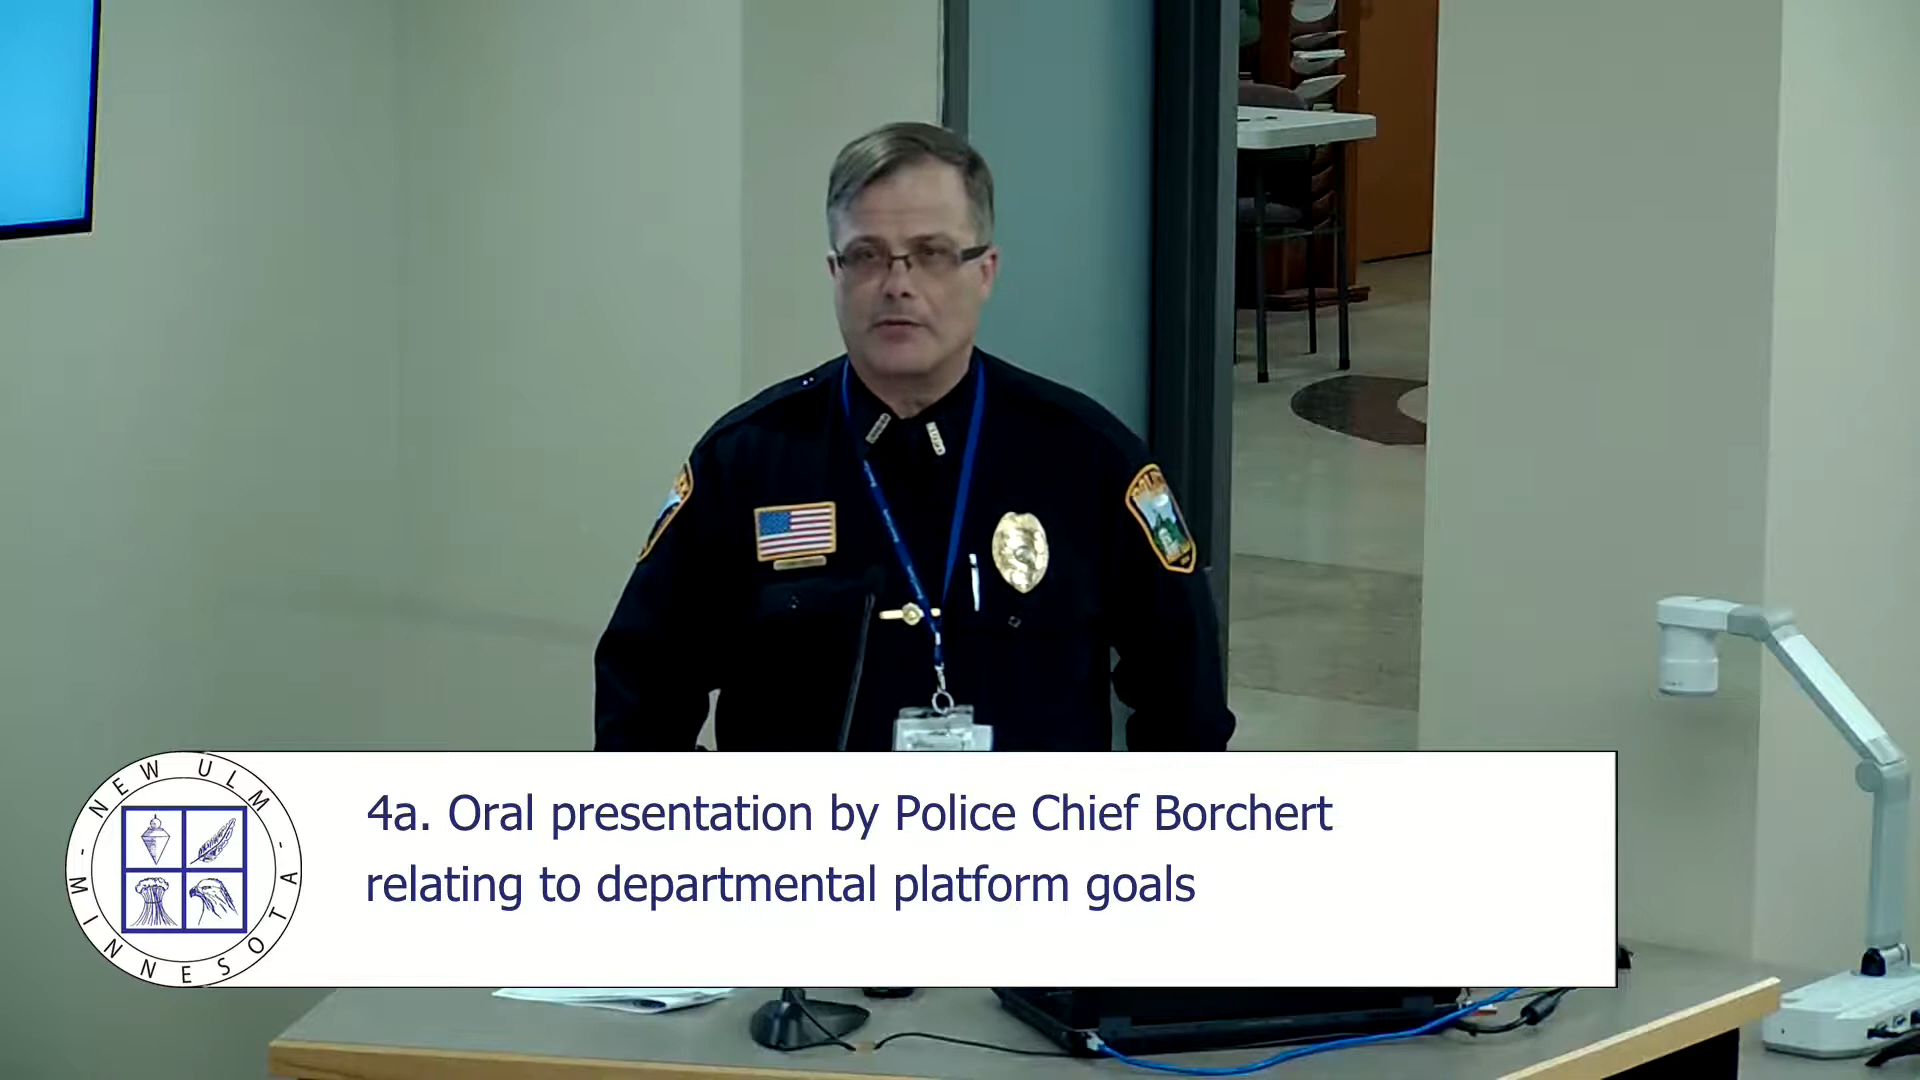 NEW ULM
MINNESOTA
4a. Oral presentation by Police Chief Borchert
relating to departmental platform goals